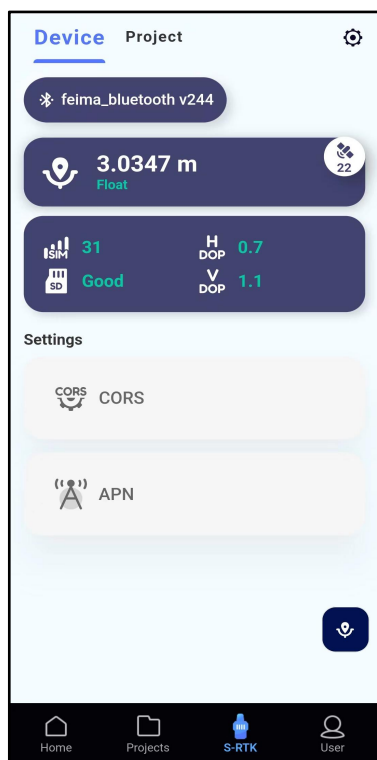 Device Project
feima_bluetooth v244
3.0347 m
Float
22
SIM 31
H DOP 0.7
SD Good
V DOP 1.1
Settings
CORS CORS
APN
Home Projects S-RTK User